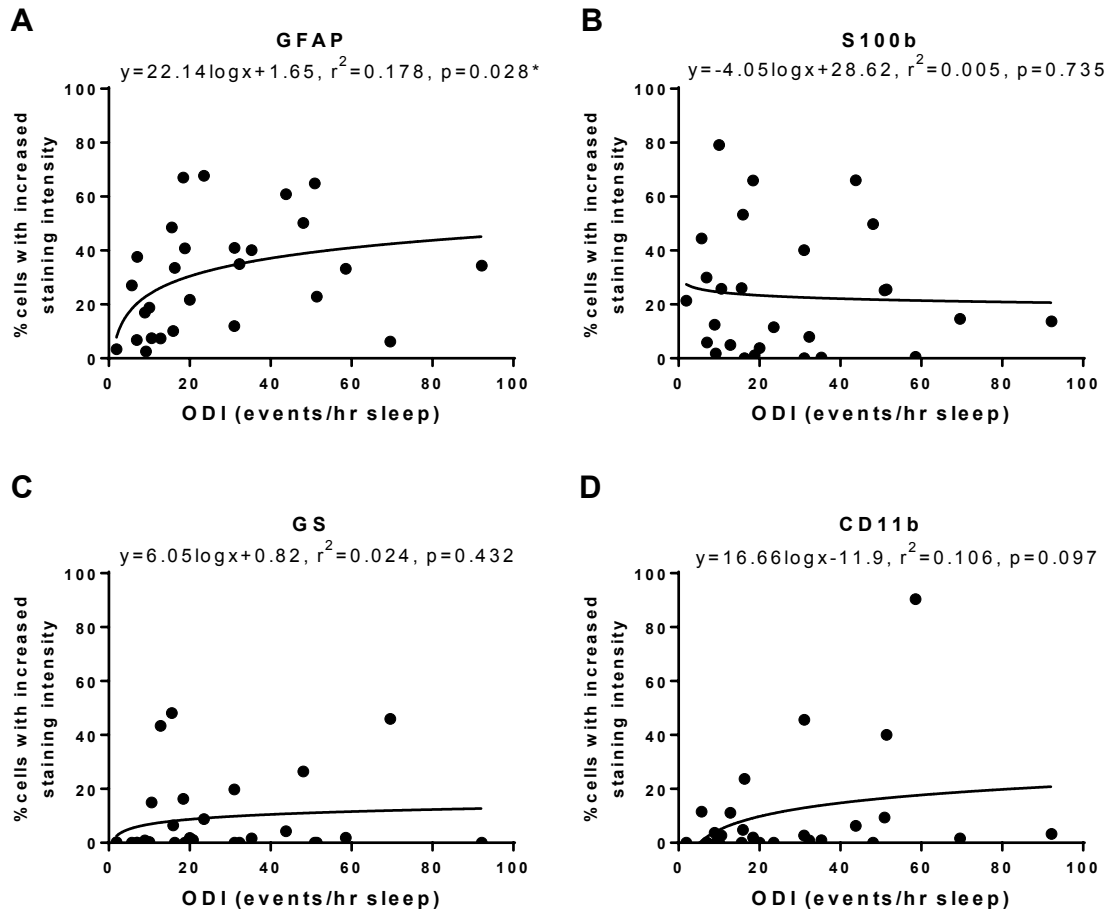 A
GFAP
y=22.14logx+1.65, r²=0.178, p=0.028*
% cells with increased
staining intensity
100
80
60
40
20
0
0 20 40 60 80 100
ODI (events/hr sleep)
B
S100b
y=-4.05logx+28.62, r²=0.005, p=0.735
% cells with increased
staining intensity
100
80
60
40
20
0
0 20 40 60 80 100
ODI (events/hr sleep)
C
GS
y=6.05logx+0.82, r²=0.024, p=0.432
% cells with increased
staining intensity
100
80
60
40
20
0
0 20 40 60 80 100
ODI (events/hr sleep)
D
CD11b
y=16.66logx-11.9, r²=0.106, p=0.097
% cells with increased
staining intensity
100
80
60
40
20
0
0 20 40 60 80 100
ODI (events/hr sleep)